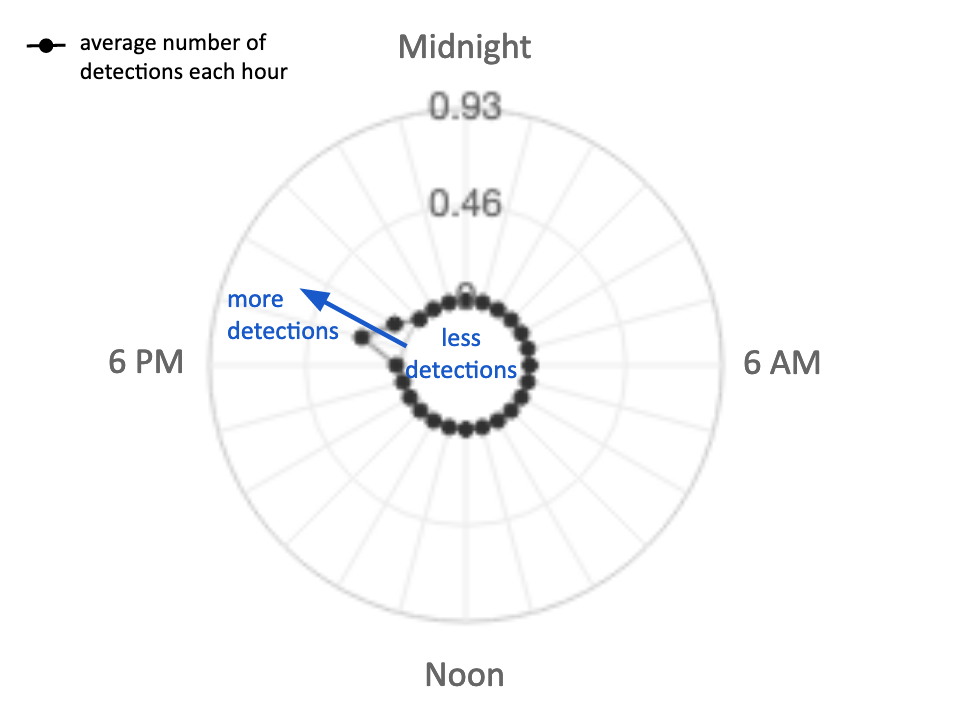 average number of
detections each hour
Midnight
0.93
0.46
0
more
detections
less
detections
6 PM
6 AM
Noon